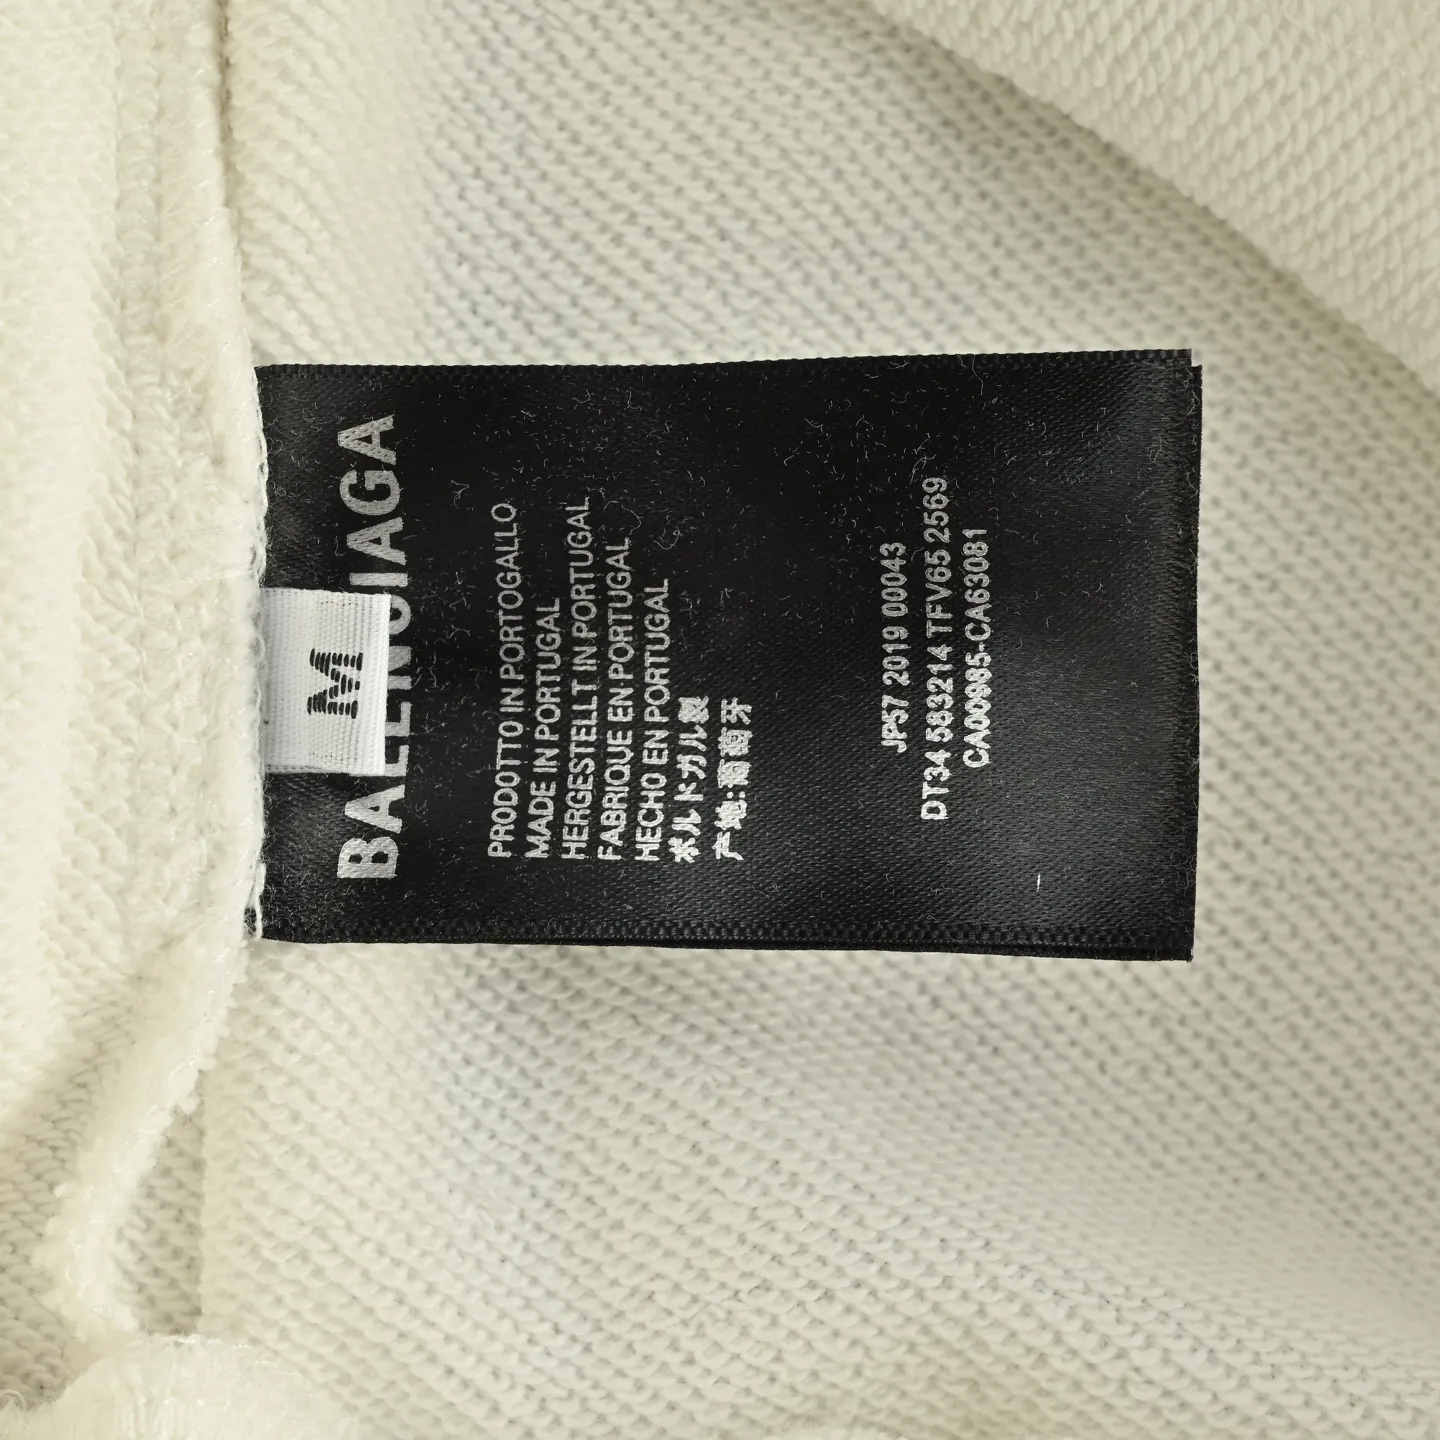 BALENCIAGA
M
PRODOTTO IN PORTOGALLO
MADE IN PORTUGAL
HERGESTELLT IN PORTUGAL
FABRIQUE EN PORTUGAL
HECHO EN PORTUGAL
ポルトガル製
产地:葡萄牙
JP57 2019 00043
DT34 583214 TFV65 2569
CA00985-CA63081